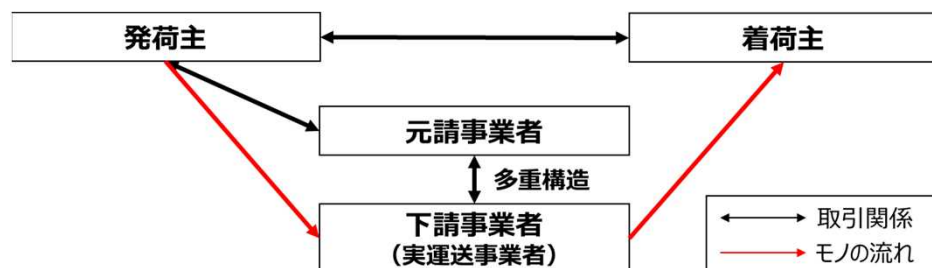 発荷主
着荷主
元請事業者
多重構造
下請事業者
(実運送事業者)
取引関係
モノの流れ